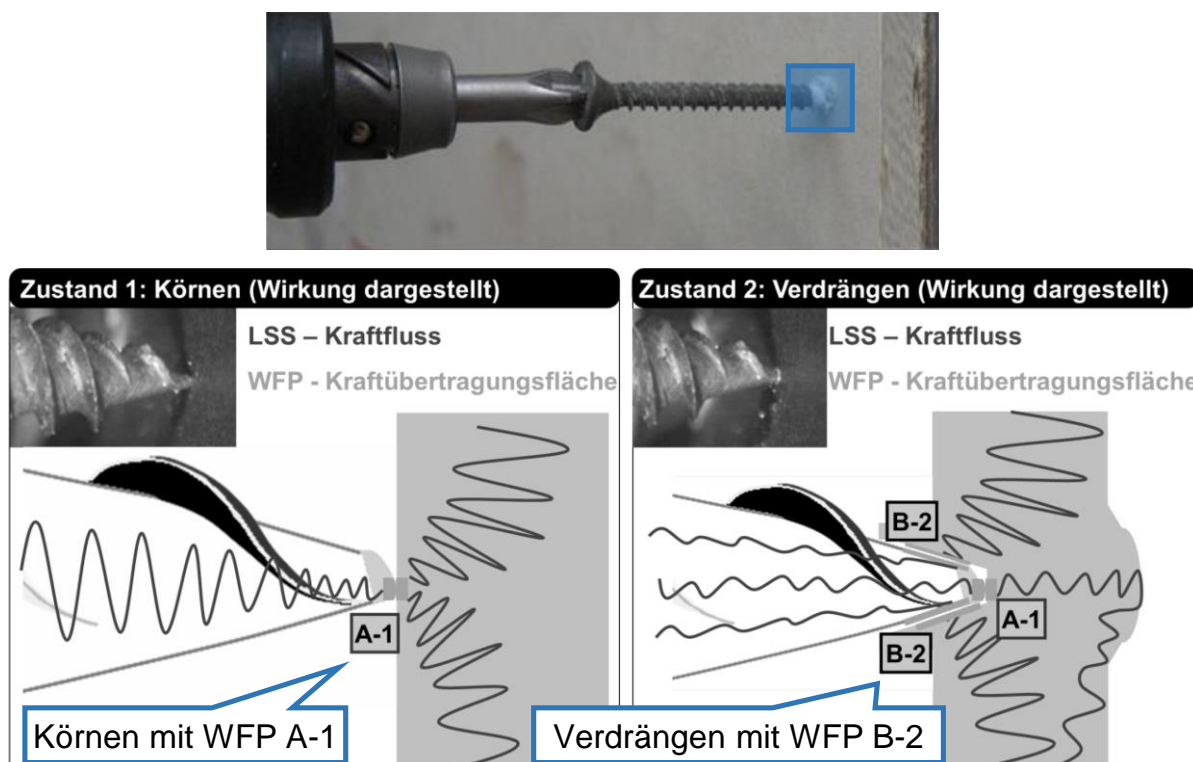 Zustand 1: Körnen (Wirkung dargestellt)
LSS – Kraftfluss
WFP - Kraftübertragungsfläche
A-1
Körnen mit WFP A-1
Zustand 2: Verdrängen (Wirkung dargestellt)
LSS – Kraftfluss
WFP - Kraftübertragungsfläche
B-2
A-1
B-2
Verdrängen mit WFP B-2